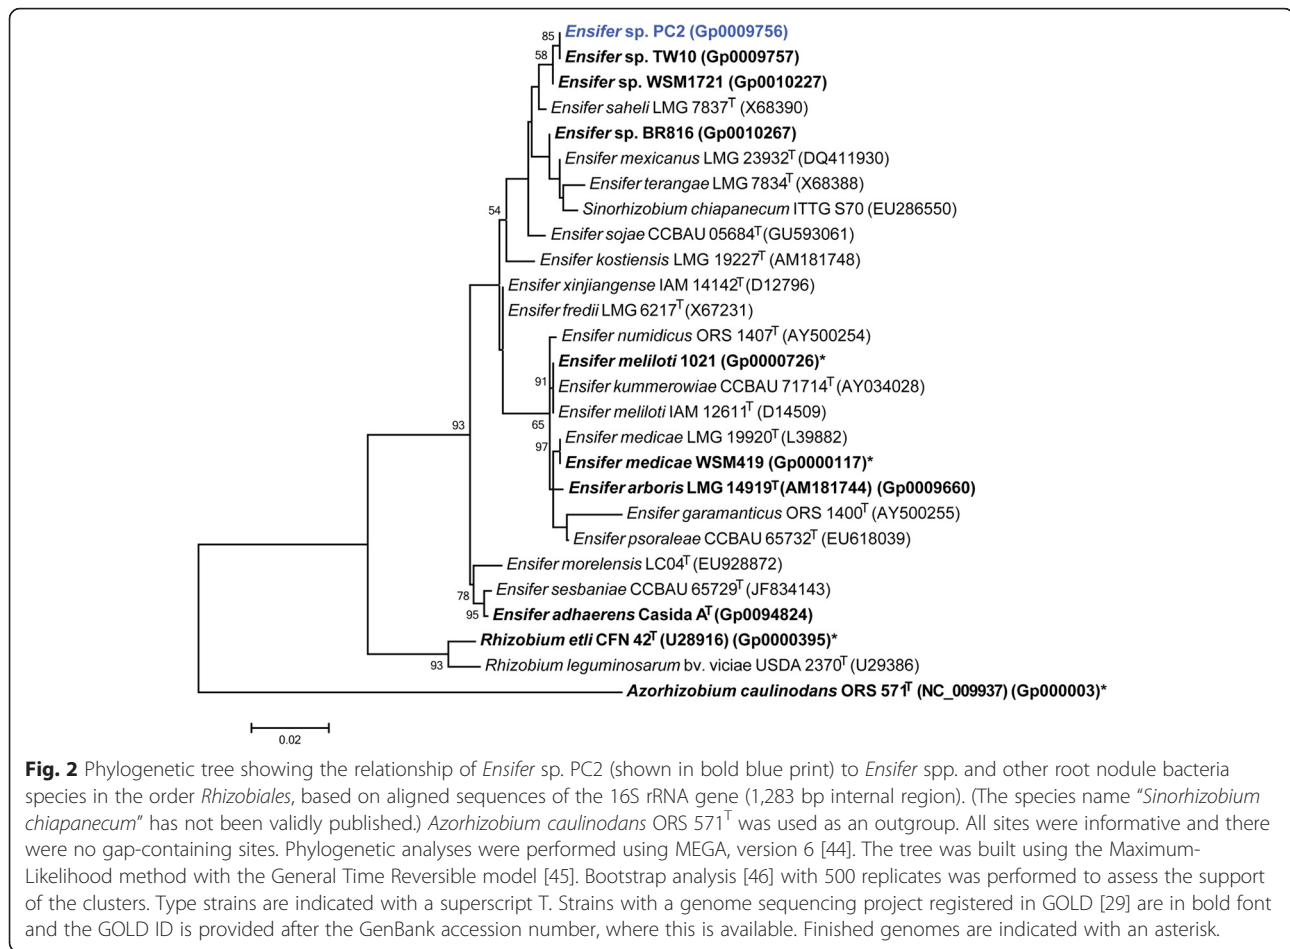 85
Ensifer sp. PC2 (Gp0009756)
58
Ensifer sp. TW10 (Gp0009757)
Ensifer sp. WSM1721 (Gp0010227)
Ensifer saheli LMG 7837T (X68390)
Ensifer sp. BR816 (Gp0010267)
Ensifer mexicanus LMG 23932T (DQ411930)
Ensifer terangae LMG 7834T (X68388)
54
Sinorhizobium chiapanecum ITTG S70 (EU286550)
Ensifer sojae CCBAU 05684T (GU593061)
Ensifer kostiensis LMG 19227T (AM181748)
Ensifer xinjiangense IAM 14142T (D12796)
Ensifer fredii LMG 6217T (X67231)
Ensifer numidicus ORS 1407T (AY500254)
Ensifer meliloti 1021 (Gp0000726)*
91
Ensifer kummerowiae CCBAU 71714T (AY034028)
Ensifer meliloti IAM 12611T (D14509)
93
65
Ensifer medicae LMG 19920T (L39882)
97
Ensifer medicae WSM419 (Gp0000117)*
Ensifer arboris LMG 14919T (AM181744) (Gp0009660)
Ensifer garamanticus ORS 1400T (AY500255)
Ensifer psoraleae CCBAU 65732T (EU618039)
Ensifer morelensis LC04T (EU928872)
Ensifer sesbaniae CCBAU 65729T (JF834143)
78
95
Ensifer adhaerens Casida AT (Gp0094824)
Rhizobium etli CFN 42T (U28916) (Gp0000395)*
93
Rhizobium leguminosarum bv. viciae USDA 2370T (U29386)
Azorhizobium caulinodans ORS 571T (NC_009937) (Gp000003)*
0.02
Fig. 2 Phylogenetic tree showing the relationship of Ensifer sp. PC2 (shown in bold blue print) to Ensifer spp. and other root nodule bacteria
species in the order Rhizobiales, based on aligned sequences of the 16S rRNA gene (1,283 bp internal region). (The species name “Sinorhizobium
chiapanecum” has not been validly published.) Azorhizobium caulinodans ORS 571T was used as an outgroup. All sites were informative and there
were no gap-containing sites. Phylogenetic analyses were performed using MEGA, version 6 [44]. The tree was built using the Maximum-
Likelihood method with the General Time Reversible model [45]. Bootstrap analysis [46] with 500 replicates was performed to assess the support
of the clusters. Type strains are indicated with a superscript T. Strains with a genome sequencing project registered in GOLD [29] are in bold font
and the GOLD ID is provided after the GenBank accession number, where this is available. Finished genomes are indicated with an asterisk.